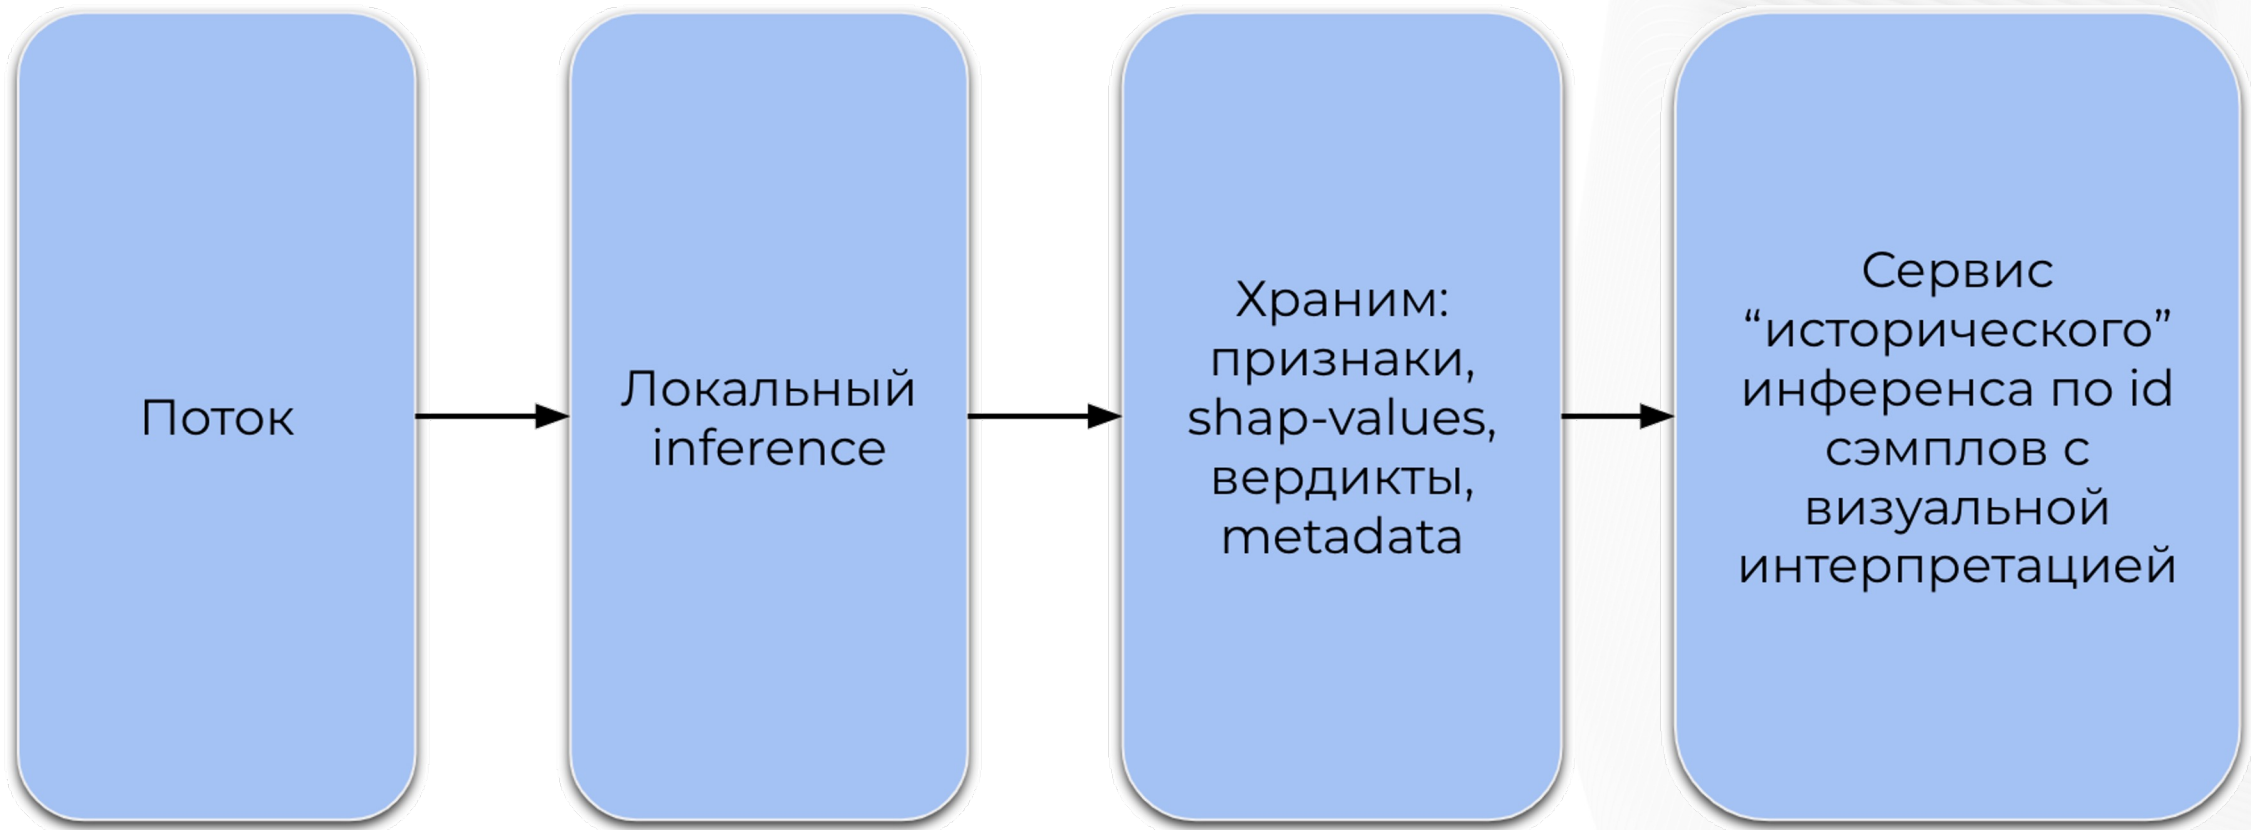 Поток
Локальный
inference
Храним:
признаки,
shap-values,
вердикты,
metadata
Сервис
“исторического”
инференса по id
сэмплов с
визуальной
интерпретацией